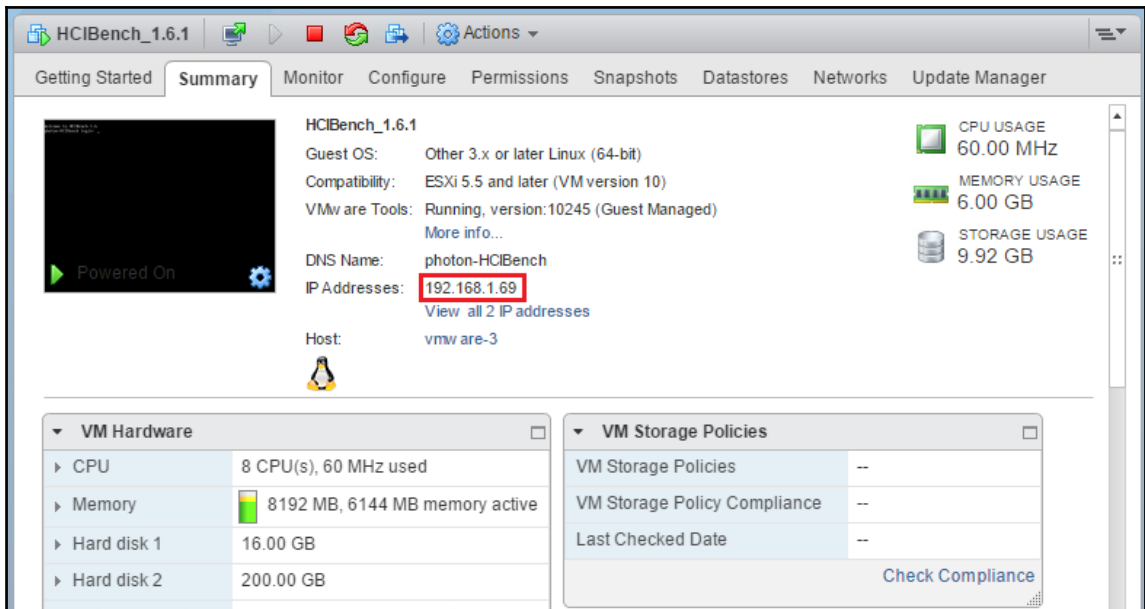 HCIBench_1.6.1 Actions
Getting Started Summary Monitor Configure Permissions Snapshots Datastores Networks Update Manager
Powered On
HCIBench_1.6.1
Guest OS: Other 3.x or later Linux (64-bit)
Compatibility: ESXi 5.5 and later (VM version 10)
VMware Tools: Running, version:10245 (Guest Managed)
More info...
DNS Name: photon-HCIBench
IP Addresses: 192.168.1.69
View all 2 IP addresses
Host: vmware-3
CPU USAGE
60.00 MHz
MEMORY USAGE
6.00 GB
STORAGE USAGE
9.92 GB
VM Hardware
CPU 8 CPU(s), 60 MHz used
Memory 8192 MB, 6144 MB memory active
Hard disk 1 16.00 GB
Hard disk 2 200.00 GB
VM Storage Policies
VM Storage Policies --
VM Storage Policy Compliance --
Last Checked Date --
Check Compliance